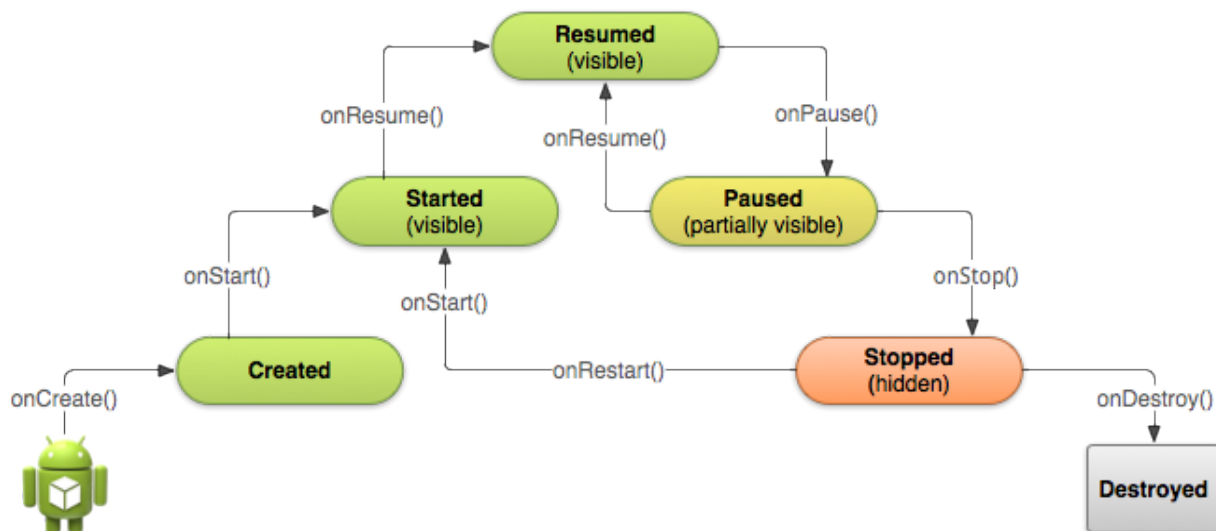 Resumed
(visible)
onResume()
onResume()
onPause()
Started
(visible)
Paused
(partially visible)
onStart()
onStart()
onStop()
Created
onRestart()
Stopped
(hidden)
onCreate()
onDestroy()
Destroyed